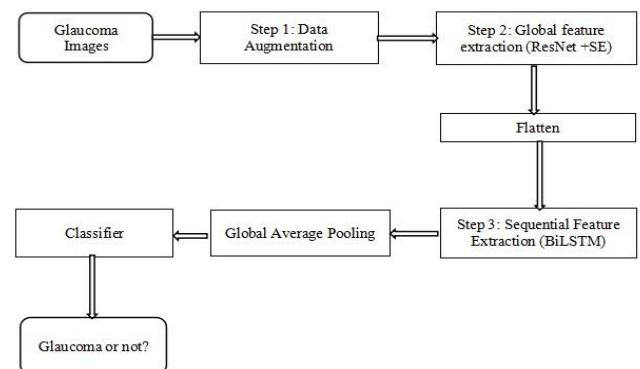 Glaucoma
Images
Step 1: Data
Augmentation
Step 2: Global feature
extraction (ResNet +SE)
Flatten
Step 3: Sequential Feature
Extraction (BiLSTM)
Global Average Pooling
Classifier
Glaucoma or not?